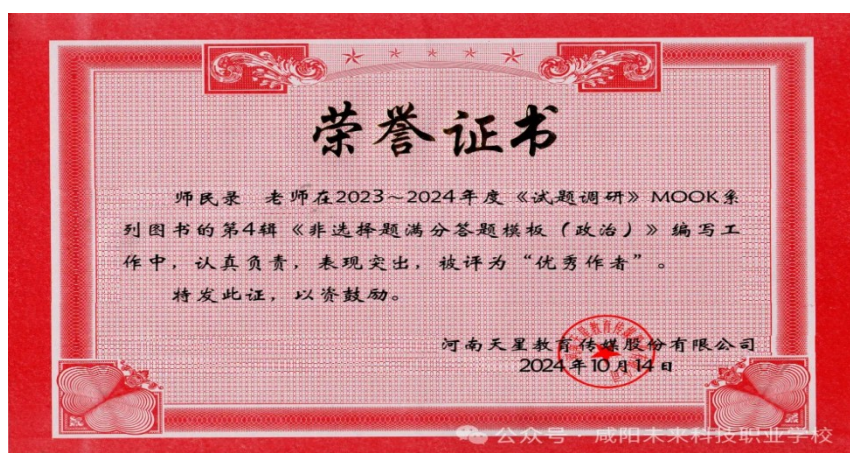 荣誉证书
师民录 老师在2023~2024年度《试题调研》MOOK系
列图书的第4辑《非选择题满分答题模板(政治)》编写工
作中,认真负责,表现突出,被评为“优秀作者”。
特发此证,以资鼓励。
河南天星教育传媒股份有限公司
2024年10月14日
公众号·咸阳未来科技职业学校